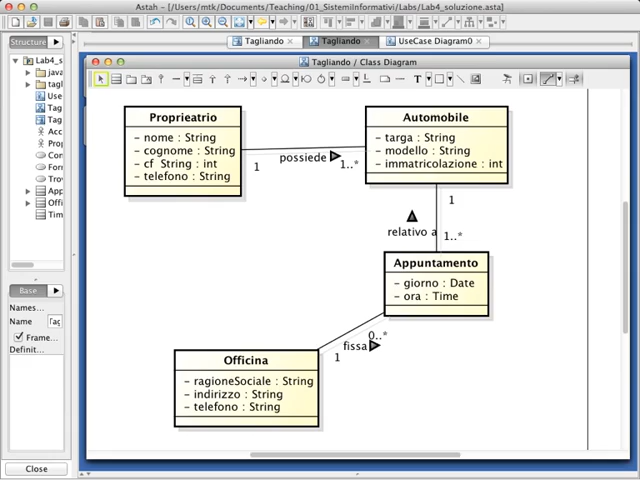 Astah - [/Users/mtk/Documents/Teaching/01_SistemiInformativi/Labs/Lab4_soluzione.asta]
Structure
Tagliando
Tagliando
UseCase Diagram0
Tagliando / Class Diagram
Lab4_s
java
tagl
Use
Tag
Tag
Acc
Prop
Con
Forn
Trov
App
Offi
Tim
Proprieatrio
- nome : String
- cognome : String
- cf String : int
- telefono : String
possiede
1
1..*
Automobile
- targa : String
- modello : String
- immatricolazione : int
1
relativo a
1..*
Appuntamento
- giorno : Date
- ora : Time
0..*
fissa
1
Officina
- ragioneSociale : String
- indirizzo : String
- telefono : String
Base
Names...
Name
Tag
Frame...
Definit...
Close